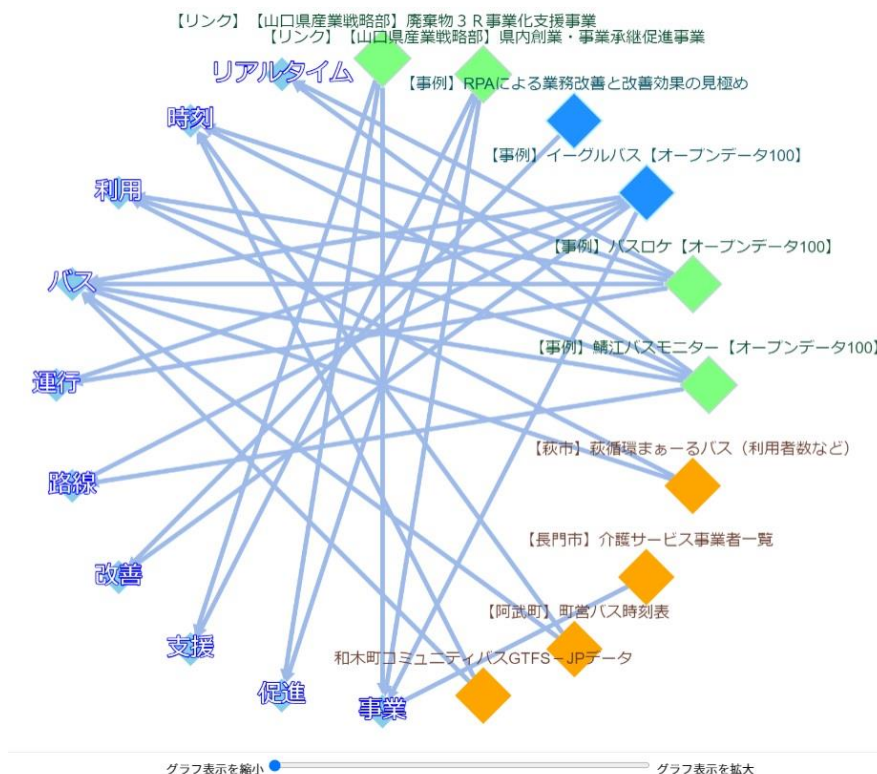 【リンク】【山口県産業戦略部】廃棄物３Ｒ事業化支援事業
【リンク】【山口県産業戦略部】県内創業・事業承継促進事業
リアルタイム
【事例】RPAによる業務改善と改善効果の見極め
時刻
【事例】イーグルバス【オープンデータ100】
利用
【事例】バスロケ【オープンデータ100】
バス
【事例】鯖江バスモニター【オープンデータ100】
運行
【萩市】萩循環まぁーるバス（利用者数など）
路線
【長門市】介護サービス事業者一覧
改善
【阿武町】町営バス時刻表
支援
和木町コミュニティバスGTFS－JPデータ
促進
事業
グラフ表示を縮小
グラフ表示を拡大